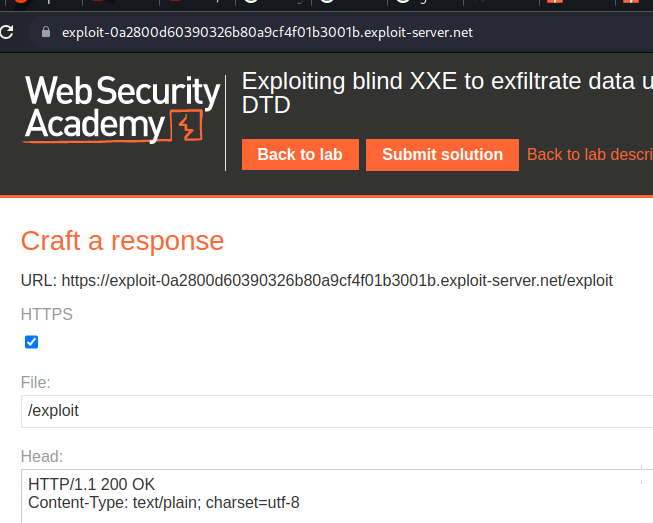 exploit-0a2800d60390326b80a9cf4f01b3001b.exploit-server.net
Web Security
Academy
Exploiting blind XXE to exfiltrate data u
DTD
Back to lab
Submit solution
Back to lab descri
Craft a response
URL: https://exploit-0a2800d60390326b80a9cf4f01b3001b.exploit-server.net/exploit
HTTPS
File:
/exploit
Head:
HTTP/1.1 200 OK
Content-Type: text/plain; charset=utf-8